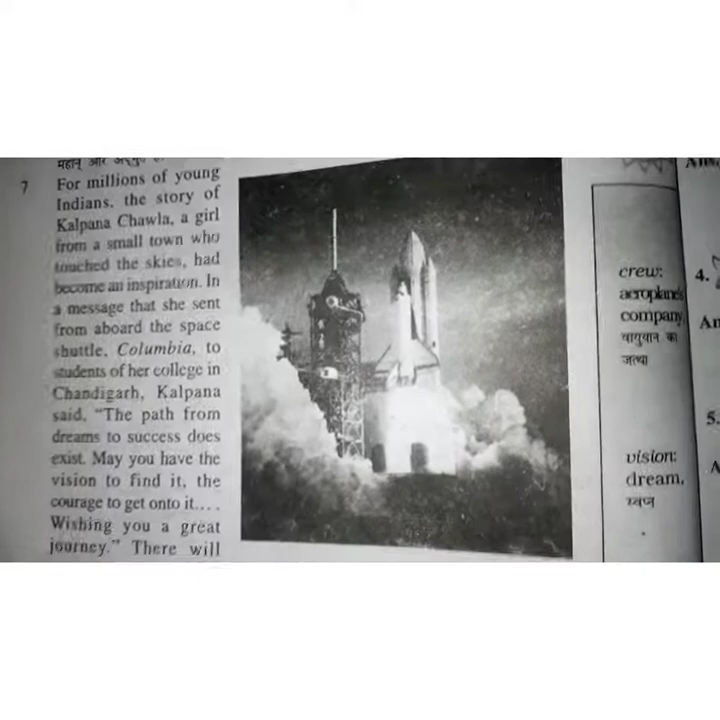 महान् और
7
For millions of young
Indians, the story of
Kalpana Chawla, a girl
from a small town who
touched the skies, had
become an inspiration. In
a message that she sent
from aboard the space
shuttle, Columbia, to
students of her college in
Chandigarh, Kalpana
said, "The path from
dreams to success does
exist. May you have the
vision to find it, the
courage to get onto it....
Wishing you a great
journey." There will
crew:
aeroplane's
company,
वायुयान का
जत्था
vision:
dream,
स्वप्न
Ans.
4.
An
5.
A